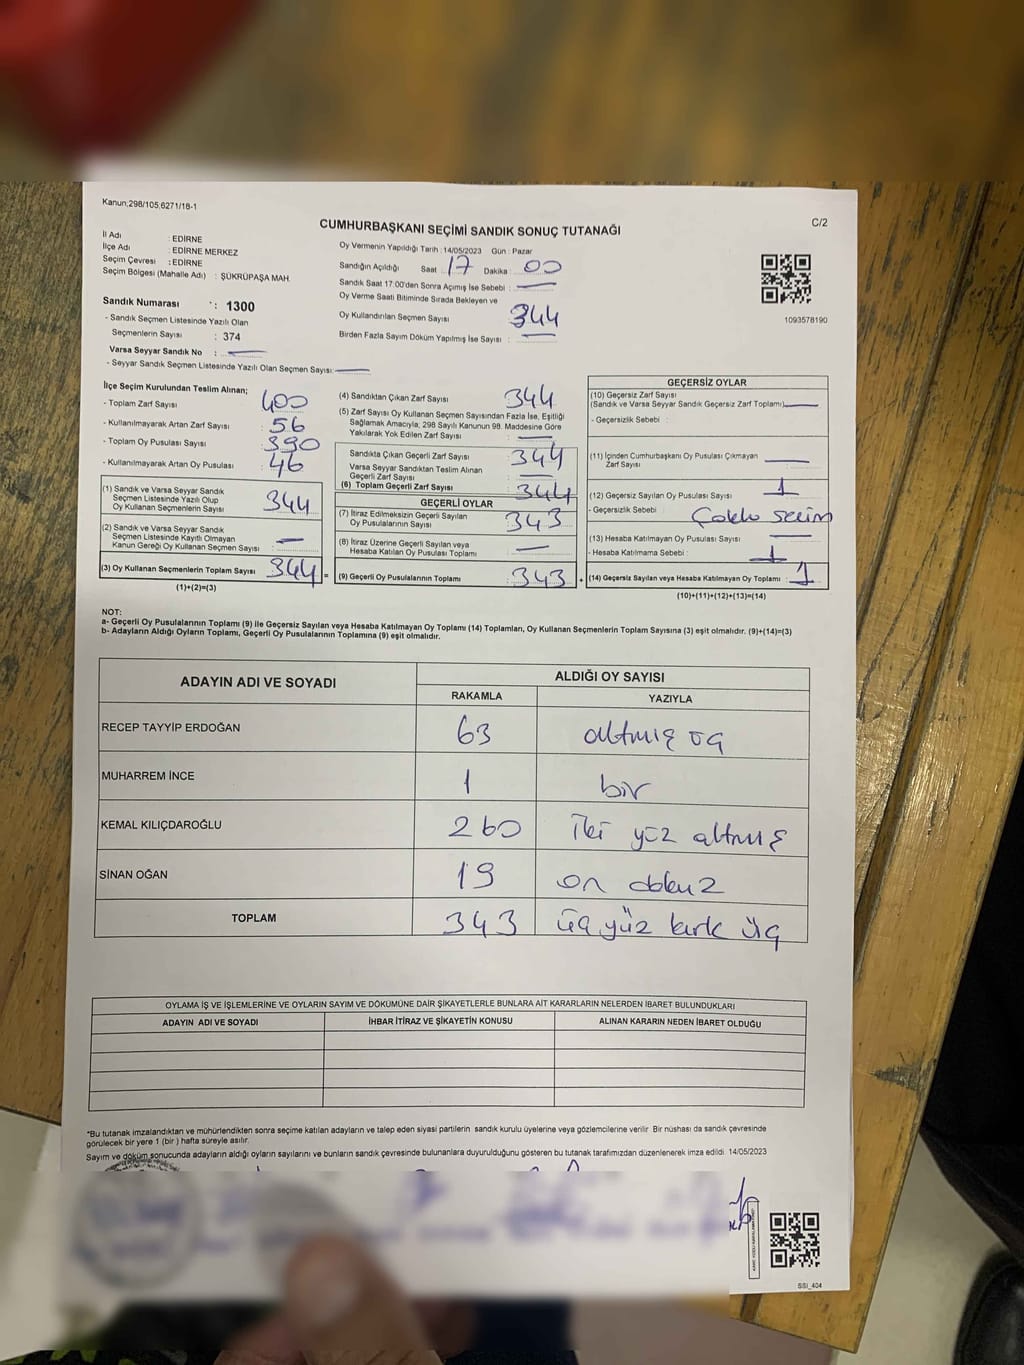 Kanun;298/105,6271/18-1
C/2
CUMHURBAŞKANI SEÇİMİ SANDIK SONUÇ TUTANAĞI
İl Adı : EDİRNE
İlçe Adı : EDİRNE MERKEZ
Seçim Çevresi : EDİRNE
Seçim Bölgesi (Mahalle Adı) : ŞÜKRÜPAŞA MAH.
Oy Vermenin Yapıldığı Tarih :14/05/2023 Gün : Pazar
Sandığın Açıldığı Saat 17 Dakika 00
Sandık Saat 17.00'den Sonra Açılmış İse Sebebi :
Oy Verme Saati Bitiminde Sırada Bekleyen ve
Oy Kullandırılan Seçmen Sayısı 344
Birden Fazla Sayım Döküm Yapılmış İse Sayısı :
1093578190
Sandık Numarası : 1300
- Sandık Seçmen Listesinde Yazılı Olan
Seçmenlerin Sayısı : 374
Varsa Seyyar Sandık No :
- Seyyar Sandık Seçmen Listesinde Yazılı Olan Seçmen Sayısı:
İlçe Seçim Kurulundan Teslim Alınan;
- Toplam Zarf Sayısı 400
- Kullanılmayarak Artan Zarf Sayısı : 56
- Toplam Oy Pusulası Sayısı : 390
- Kullanılmayarak Artan Oy Pusulası : 46
(1) Sandık ve Varsa Seyyar Sandık
Seçmen Listesinde Yazılı Olup
Oy Kullanan Seçmenlerin Sayısı 344
(2) Sandık ve Varsa Seyyar Sandık
Seçmen Listesinde Kayıtlı Olmayan
Kanun Gereği Oy Kullanan Seçmen Sayısı : —
(3) Oy Kullanan Seçmenlerin Toplam Sayısı : 344 =
(1)+(2)=(3)
(4) Sandıktan Çıkan Zarf Sayısı 344
(5) Zarf Sayısı Oy Kullanan Seçmen Sayısından Fazla İse, Eşitliği
Sağlamak Amacıyla; 298 Sayılı Kanunun 98. Maddesine Göre
Yakılarak Yok Edilen Zarf Sayısı : —
Sandıkta Çıkan Geçerli Zarf Sayısı : 344
Varsa Seyyar Sandıktan Teslim Alınan
Geçerli Zarf Sayısı : —
(6) Toplam Geçerli Zarf Sayısı : 344
GEÇERLİ OYLAR
(7) İtiraz Edilmeksizin Geçerli Sayılan
Oy Pusulalarının Sayısı : 343
(8) İtiraz Üzerine Geçerli Sayılan veya
Hesaba Katılan Oy Pusulası Toplamı : —
(9) Geçerli Oy Pusulalarının Toplamı : 343 +
GEÇERSİZ OYLAR
(10) Geçersiz Zarf Sayısı
(Sandık ve Varsa Seyyar Sandık Geçersiz Zarf Toplamı)
- Geçersizlik Sebebi :
(11) İçinden Cumhurbaşkanı Oy Pusulası Çıkmayan
Zarf Sayısı : —
(12) Geçersiz Sayılan Oy Pusulası Sayısı : 1
- Geçersizlik Sebebi : Çoklu seçim
(13) Hesaba Katılmayan Oy Pusulası Sayısı : —
- Hesaba Katılmama Sebebi : 1
(14) Geçersiz Sayılan veya Hesaba Katılmayan Oy Toplamı : 1
(10)+(11)+(12)+(13)=(14)
NOT:
a- Geçerli Oy Pusulalarının Toplamı (9) ile Geçersiz Sayılan veya Hesaba Katılmayan Oy Toplamı (14) Toplamları, Oy Kullanan Seçmenlerin Toplam Sayısına (3) eşit olmalıdır. (9)+(14)=(3)
b- Adayların Aldığı Oyların Toplamı, Geçerli Oy Pusulalarının Toplamına (9) eşit olmalıdır.
ADAYIN ADI VE SOYADI
ALDIĞI OY SAYISI
RAKAMLA YAZIYLA
RECEP TAYYİP ERDOĞAN 63 altmış üç
MUHARREM İNCE 1 bir
KEMAL KILIÇDAROĞLU 260 İki yüz altmış
SİNAN OĞAN 19 on dokuz
TOPLAM 343 üç yüz kırk üç
OYLAMA İŞ VE İŞLEMLERİNE VE OYLARIN SAYIM VE DÖKÜMÜNE DAİR ŞİKAYETLERLE BUNLARA AİT KARARLARIN NELERDEN İBARET BULUNDUKLARI
ADAYIN ADI VE SOYADI İHBAR İTİRAZ VE ŞİKAYETİN KONUSU ALINAN KARARIN NEDEN İBARET OLDUĞU
*Bu tutanak imzalandıktan ve mühürlendikten sonra seçime katılan adayların ve talep eden siyasi partilerin sandık kurulu üyelerine veya gözlemcilerine verilir. Bir nüshası da sandık çevresinde
görülecek bir yere 1 (bir) hafta süreyle asılır.
Sayım ve döküm sonucunda adayların aldığı oyların sayılarını ve bunların sandık çevresinde bulunanlara duyurulduğunu gösteren bu tutanak tarafımızdan düzenlenerek imza edildi. 14/05/2023
SSI_404